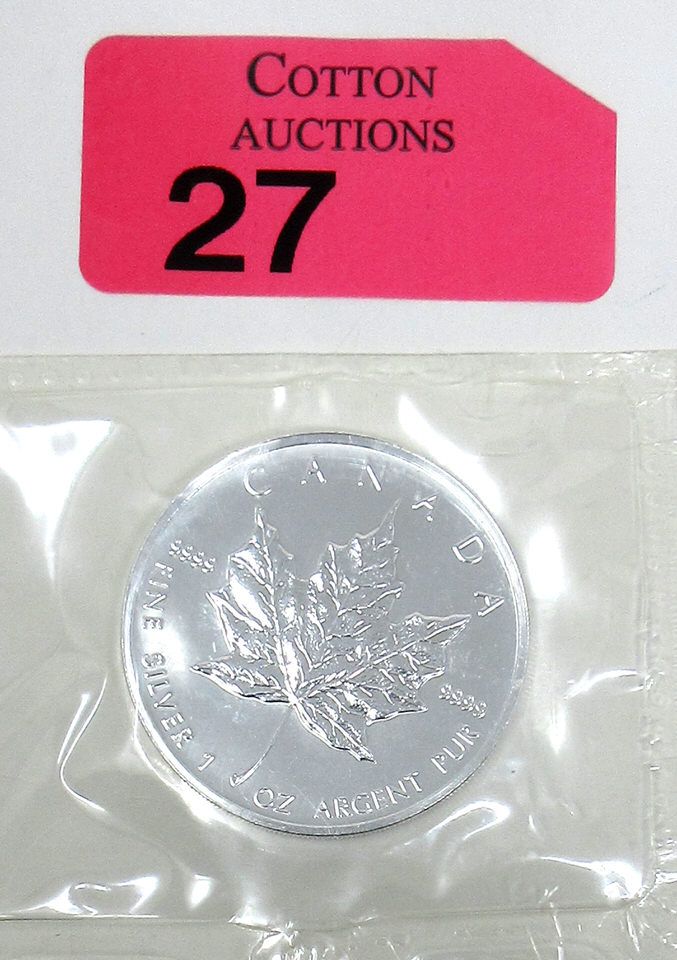 COTTON
AUCTIONS
27
CANADA
9999
9999
FINE SILVER 1 OZ ARGENT PUR